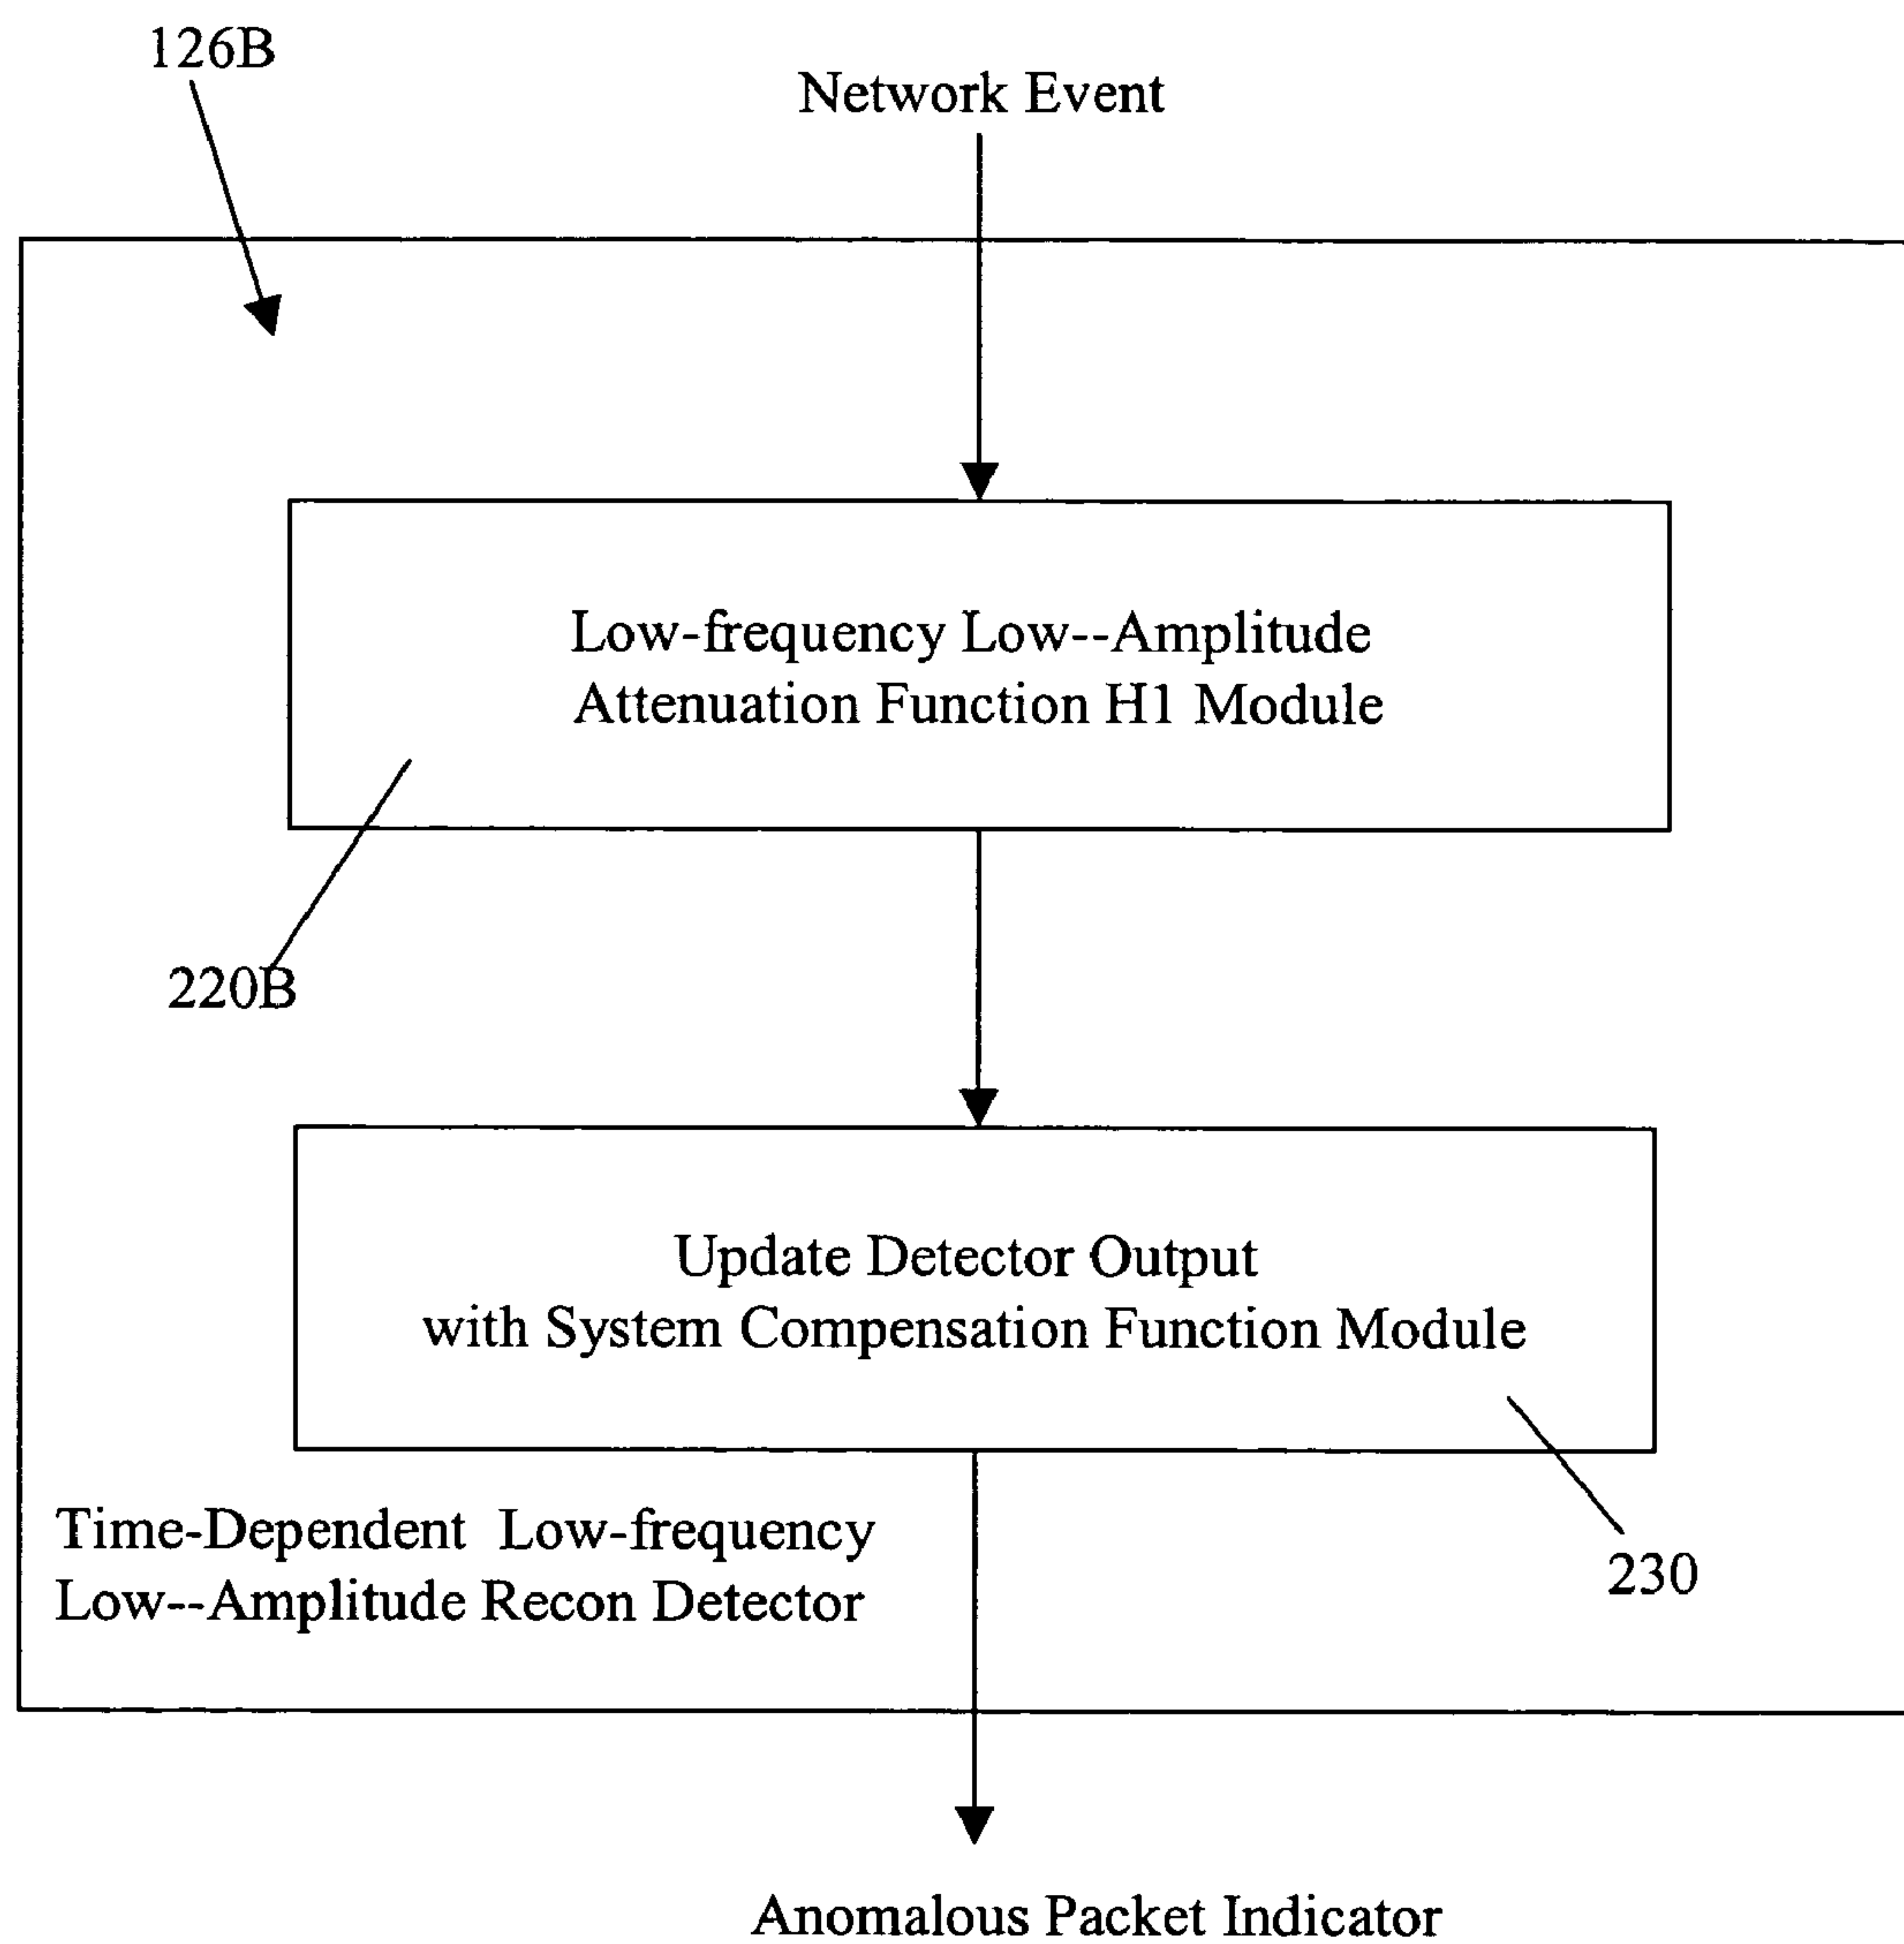 126B
Network Event
Low-frequency Low--Amplitude
Attenuation Function H1 Module
220B
Update Detector Output
with System Compensation Function Module
Time-Dependent Low-frequency
Low--Amplitude Recon Detector
230
Anomalous Packet Indicator